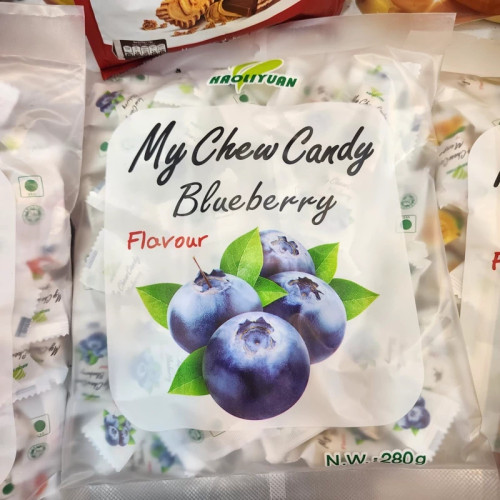 HAOLIYUAN
My Chew Candy
Blueberry
Flavour
N.W.:280g